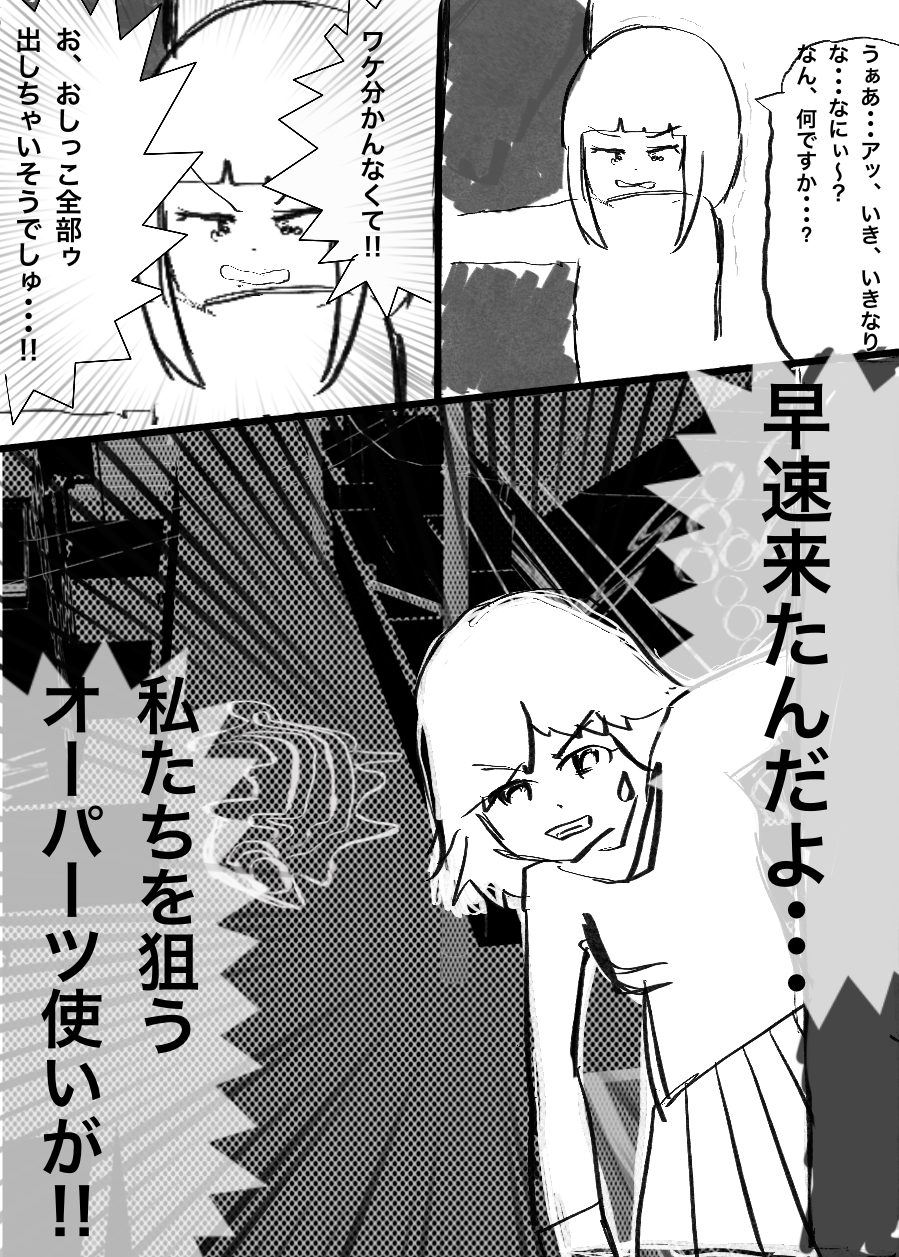 うぁあ・・・アッ、いき、いきなり
な・・なにぃ～？
なん、何ですか・・・？
ワケ分かんなくて!!
お、おしっこ全部ゥ
出しちゃいそうでしゅ・・・!!
早速来たんだよ・・・
私たちを狙う
オーパーツ使いが!!